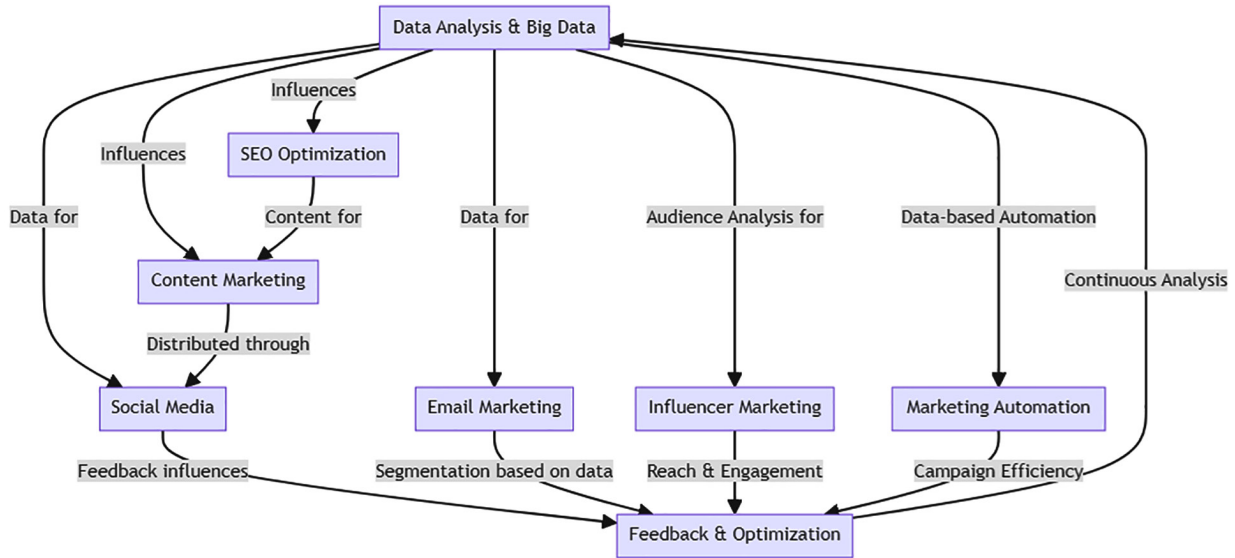 Data Analysis & Big Data
Influences
SEO Optimization
Influences
Data for
Content for
Data for
Audience Analysis for
Data-based Automation
Content Marketing
Continuous Analysis
Distributed through
Social Media
Email Marketing
Influencer Marketing
Marketing Automation
Feedback influences
Segmentation based on data
Reach & Engagement
Campaign Efficiency
Feedback & Optimization